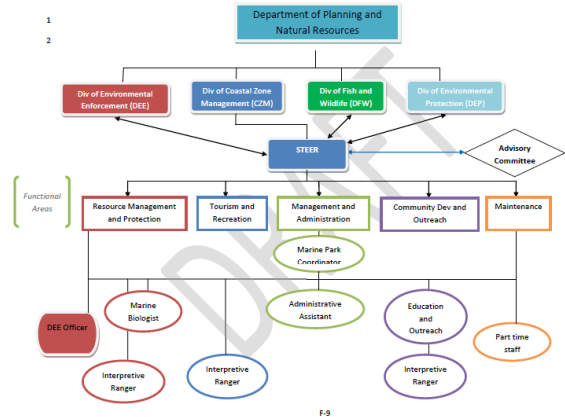 1
2
Department of Planning and
Natural Resources
Div of Environmental
Enforcement (DEE)
Div of Coastal Zone
Management (CZM)
Div of Fish and
Wildlife (DFW)
Div of Environmental
Protection (DEP)
STEER
Advisory
Committee
Functional
Areas
Resource Management
and Protection
Tourism and
Recreation
Management and
Administration
Community Dev and
Outreach
Maintenance
Marine Park
Coordinator
DEE Officer
Marine
Biologist
Administrative
Assistant
Education
and
Outreach
Part time
staff
Interpretive
Ranger
Interpretive
Ranger
Interpretive
Ranger
DRAFT
F-9